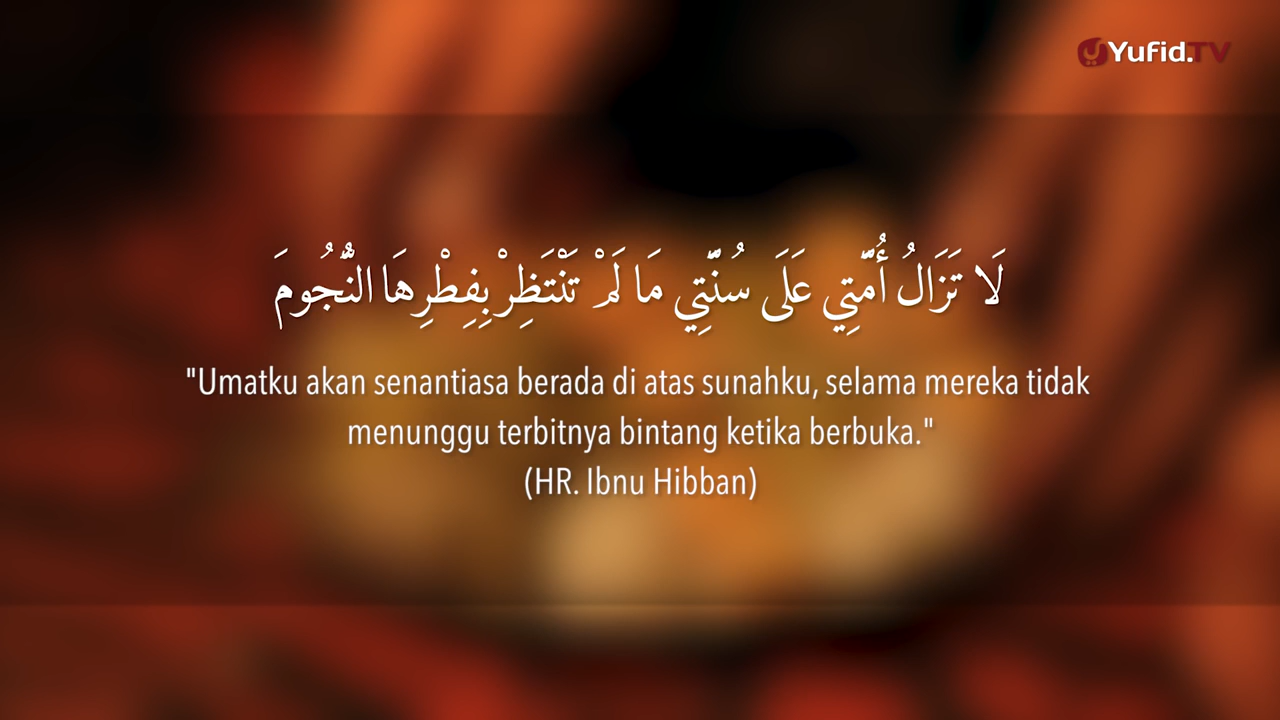 Yufid.TV
لَا تَزَالُ أُمَّتِي عَلَى سُنَّتِي مَا لَمْ تَنْتَظِرْ بِفِطْرِهَا النُّجُومَ
"Umatku akan senantiasa berada di atas sunahku, selama mereka tidak
menunggu terbitnya bintang ketika berbuka."
(HR. Ibnu Hibban)